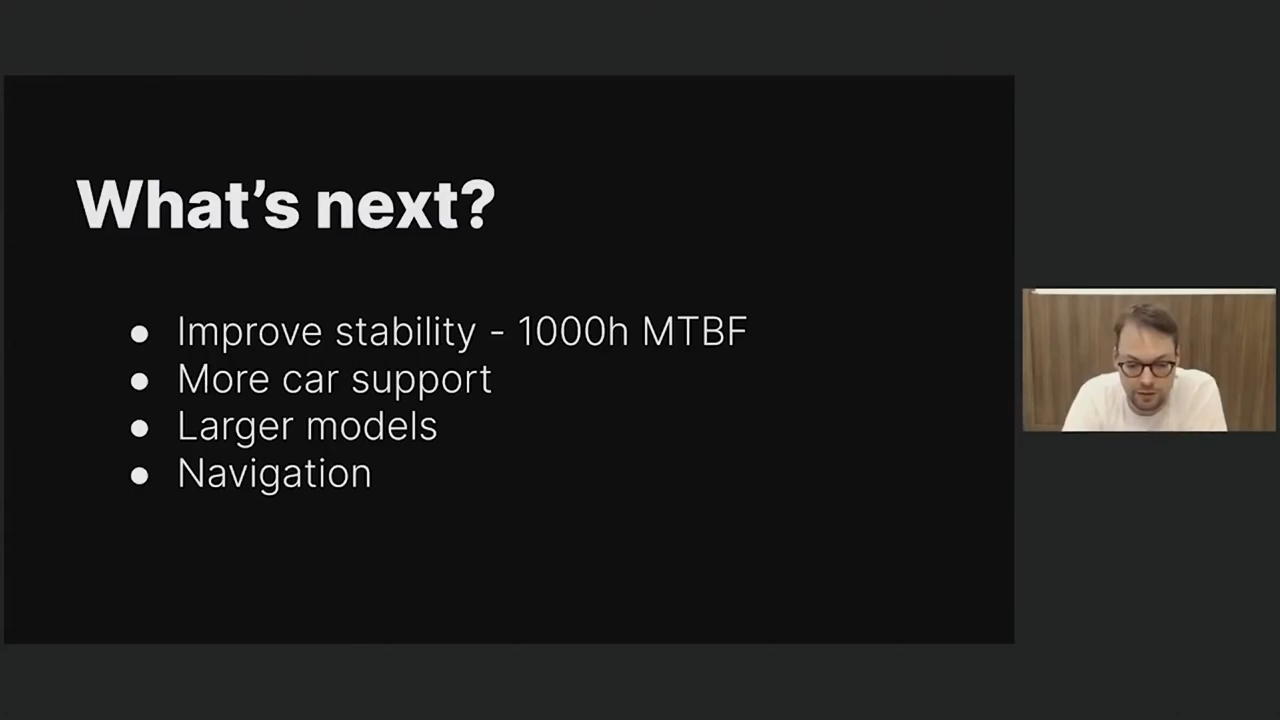 What’s next?
● Improve stability - 1000h MTBF
● More car support
● Larger models
● Navigation